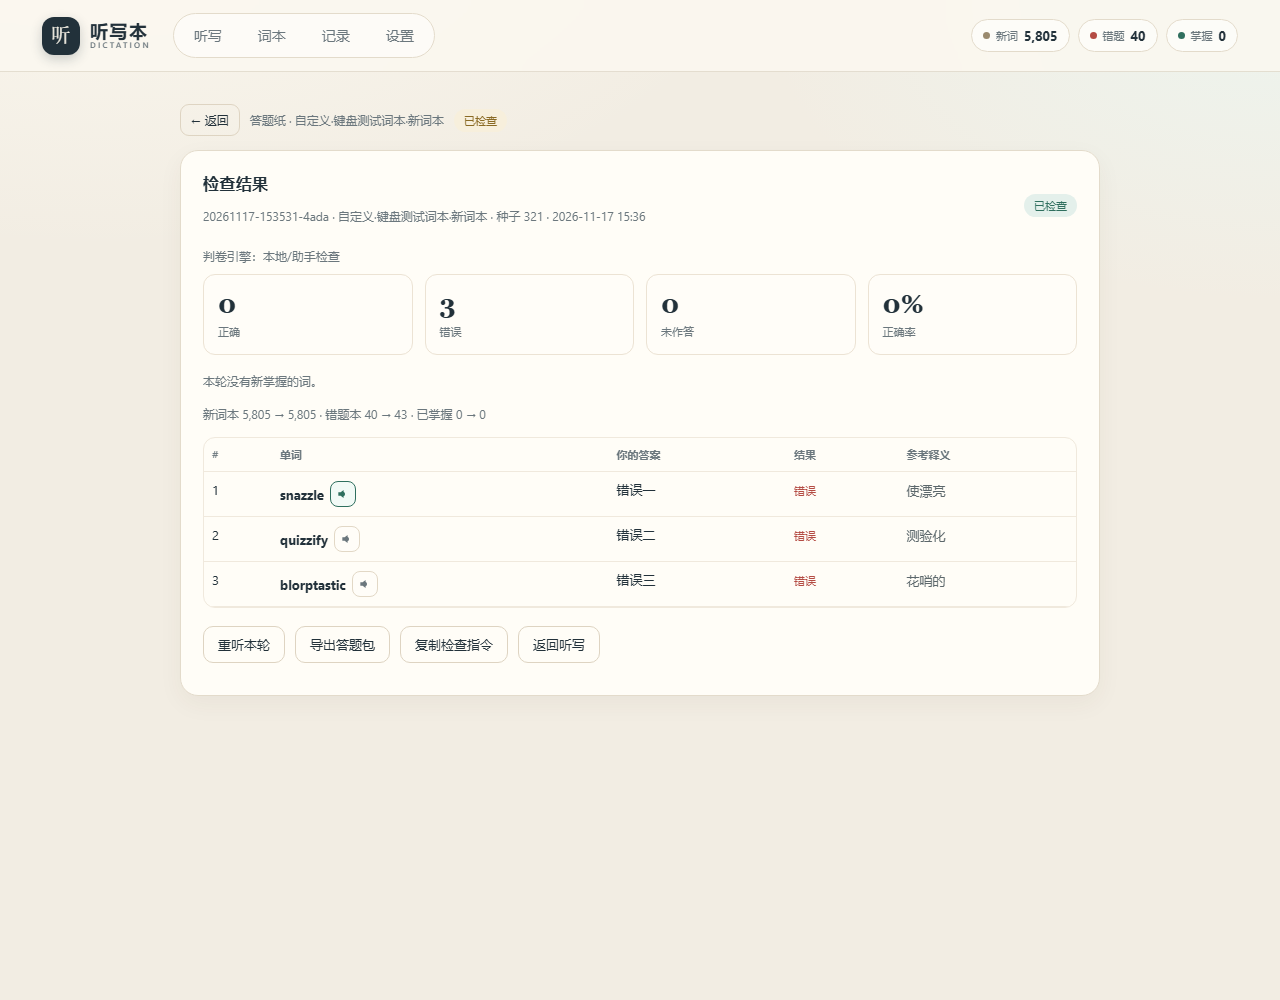 听 听写本 听写 词本 记录 设置 新词 5,805 错题 40 掌握 0
DICTATION
← 返回 答题纸 · 自定义·键盘测试词本·新词本 已检查
检查结果
20261117-153531-4ada · 自定义·键盘测试词本·新词本 · 种子 321 · 2026-11-17 15:36 已检查
判卷引擎：本地/助手检查
0 3 0 0%
正确 错误 未作答 正确率
本轮没有新掌握的词。
新词本 5,805 → 5,805 · 错题本 40 → 43 · 已掌握 0 → 0
# 单词 你的答案 结果 参考释义
1 snazzle 错误一 错误 使漂亮
2 quizzify 错误二 错误 测验化
3 blorptastic 错误三 错误 花哨的
重听本轮 导出答题包 复制检查指令 返回听写